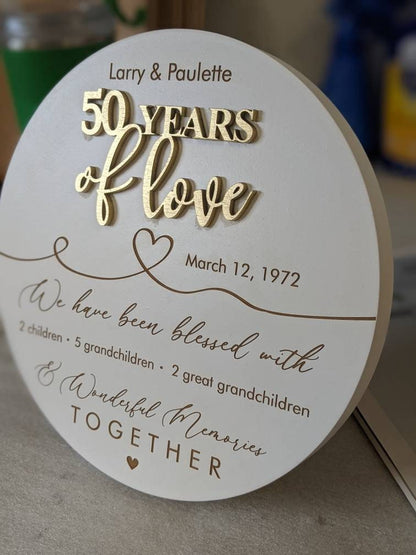 Larry & Paulette
50 YEARS
of love
March 12, 1972
We have been blessed with
2 children • 5 grandchildren • 2 great grandchildren
& Wonderful Memories
TOGETHER